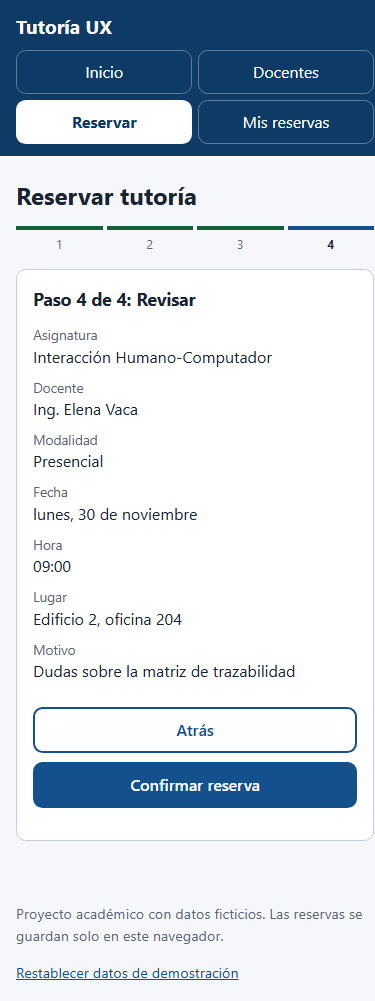 Tutoría UX
Inicio
Docentes
Reservar
Mis reservas
Reservar tutoría
1
2
3
4
Paso 4 de 4: Revisar
Asignatura
Interacción Humano-Computador
Docente
Ing. Elena Vaca
Modalidad
Presencial
Fecha
lunes, 30 de noviembre
Hora
09:00
Lugar
Edificio 2, oficina 204
Motivo
Dudas sobre la matriz de trazabilidad
Atrás
Confirmar reserva
Proyecto académico con datos ficticios. Las reservas se
guardan solo en este navegador.
Restablecer datos de demostración